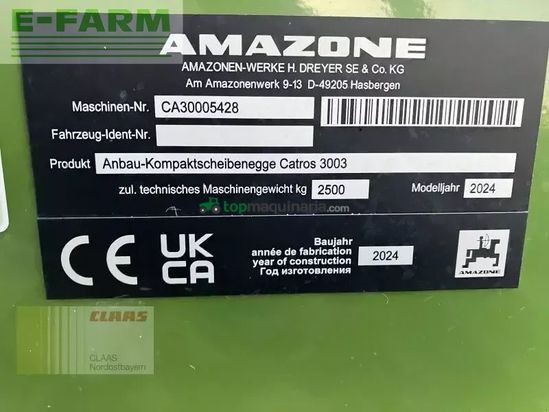 E-FARM
AMAZONE
AMAZONEN-WERKE H. DREYER SE & Co. KG
Am Amazonenwerk 9-13 D-49205 Hasbergen
Maschinen-Nr. CA30005428
Fahrzeug-Ident-Nr.
Produkt Anbau-Kompaktscheibenegge Catros 3003
zul. technisches Maschinengewicht kg 2500 Modelljahr 2024
topmaquinaria.com
CE UK CA
Baujahr
année de fabrication
year of construction
Год изготовления
2024
AMAZONE
CLAAS
CLAAS
Nordostbayern